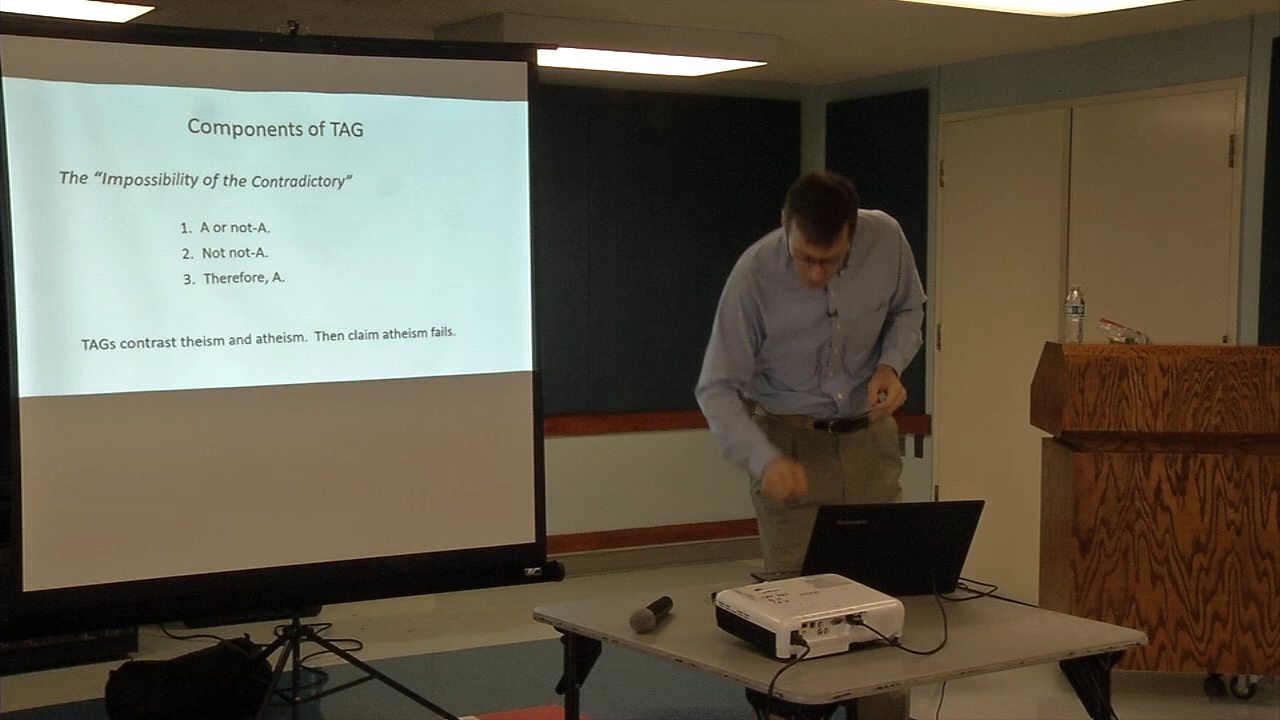 Components of TAG
The “Impossibility of the Contradictory”
1. A or not-A.
2. Not not-A.
3. Therefore, A.
TAGs contrast theism and atheism. Then claim atheism fails.